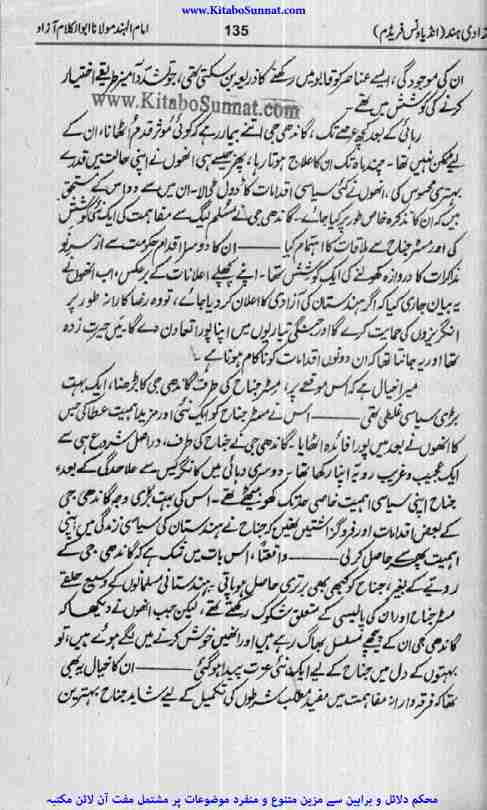 www.KitaboSunnat.com
زادی ہند (انڈیا ونس فریڈم) 135 امام الہند مولانا ابوالکلام آزاد
ان کی موجودگی، ایسے عناصر کو قابو میں رکھنے کا ذریعہ بن سکتی تھی، جو تشدد آمیز طریقے اختیار
کرنے کی کوشش میں تھے۔
www.KitaboSunnat.com
رہائی کے بعد کچھ عرصے تک، گاندھی جی اتنے بیمار رہے کہ کوئی مؤثر قدم اٹھانا، ان کے
لیے ممکن نہیں تھا۔ چند ماہ تک ان کا علاج ہوتا رہا، پھر جیسے ہی انھوں نے اپنی حالت میں قدرے
بہتری محسوس کی، انھوں نے کئی سیاسی اقدامات کا ڈول ڈالا۔ ان میں سے دو اس کے مستحق
ہیں کہ ان کا تذکرہ خاص طور پر کیا جائے۔ گاندھی جی نے مسلم لیگ سے مفاہمت کی ایک نئی کوشش
کی اور مسٹر جناح سے ملاقات کا اہتمام کیا ——— ان کا دوسرا اقدام حکومت سے از سر نو
مذاکرات کا دروازہ کھولنے کی ایک کوشش تھا۔ اپنے پچھلے اعلانات کے برعکس، اب انھوں نے
یہ بیان جاری کیا کہ اگر ہندستان کی آزادی کا اعلان کر دیا جائے، تو وہ رضا کارانہ طور پر
انگریزوں کی حمایت کرے گا اور جنگی تیاریوں میں اپنا پورا تعاون دے گا۔ میں حیرت زدہ
تھا اور یہ جانتا تھا کہ ان دونوں اقدامات کو ناکام ہونا ہے۔
میرا خیال ہے کہ اس موقعے پر، مسٹر جناح کی طرف گاندھی جی کا بڑھنا، ایک بہت
بڑی سیاسی غلطی تھی ——— اس نے مسٹر جناح کو ایک نئی اور مزید اہمیت عطا کی جس
کا انھوں نے بعد میں پورا فائدہ اٹھایا۔ گاندھی جی نے جناح کی طرف، دراصل شروع ہی سے
ایک عجیب و غریب رویہ اپنا رکھا تھا۔ دوسری دہائی میں کانگریس سے علاحدگی کے بعد،
جناح اپنی سیاسی اہمیت خاصی حد تک کھو بیٹھے تھے۔ اس کی بہت بڑی وجہ گاندھی جی
کے بعض اقدامات اور فروگزاشتیں تھیں کہ جناح نے ہندستان کی سیاسی زندگی میں اپنی
اہمیت پھر سے حاصل کر لی ——— واقعتاً، اس بات میں شک ہے کہ گاندھی جی کے
رویے کے بغیر، جناح کو کبھی بھی برتری حاصل ہو پاتی۔ ہندستانی مسلمانوں کے وسیع حلقے
مسٹر جناح اور ان کی پالیسی کے متعلق شکوک رکھتے تھے، لیکن جب انھوں نے دیکھا کہ
گاندھی جی ان کے پیچھے مسلسل بھاگ رہے ہیں اور انھیں خوش کرنے میں لگے ہوئے ہیں، تو
بہتوں کے دل میں جناح کے لیے ایک نئی عزت پیدا ہو گئی ——— ان کا خیال یہ بھی
تھا کہ فرقہ وارانہ مفاہمت میں مفید مطلب شرطوں کی تکمیل کے لیے شاید جناح بہترین
محکم دلائل و براہین سے مزین متنوع و منفرد موضوعات پر مشتمل مفت آن لائن مکتبہ